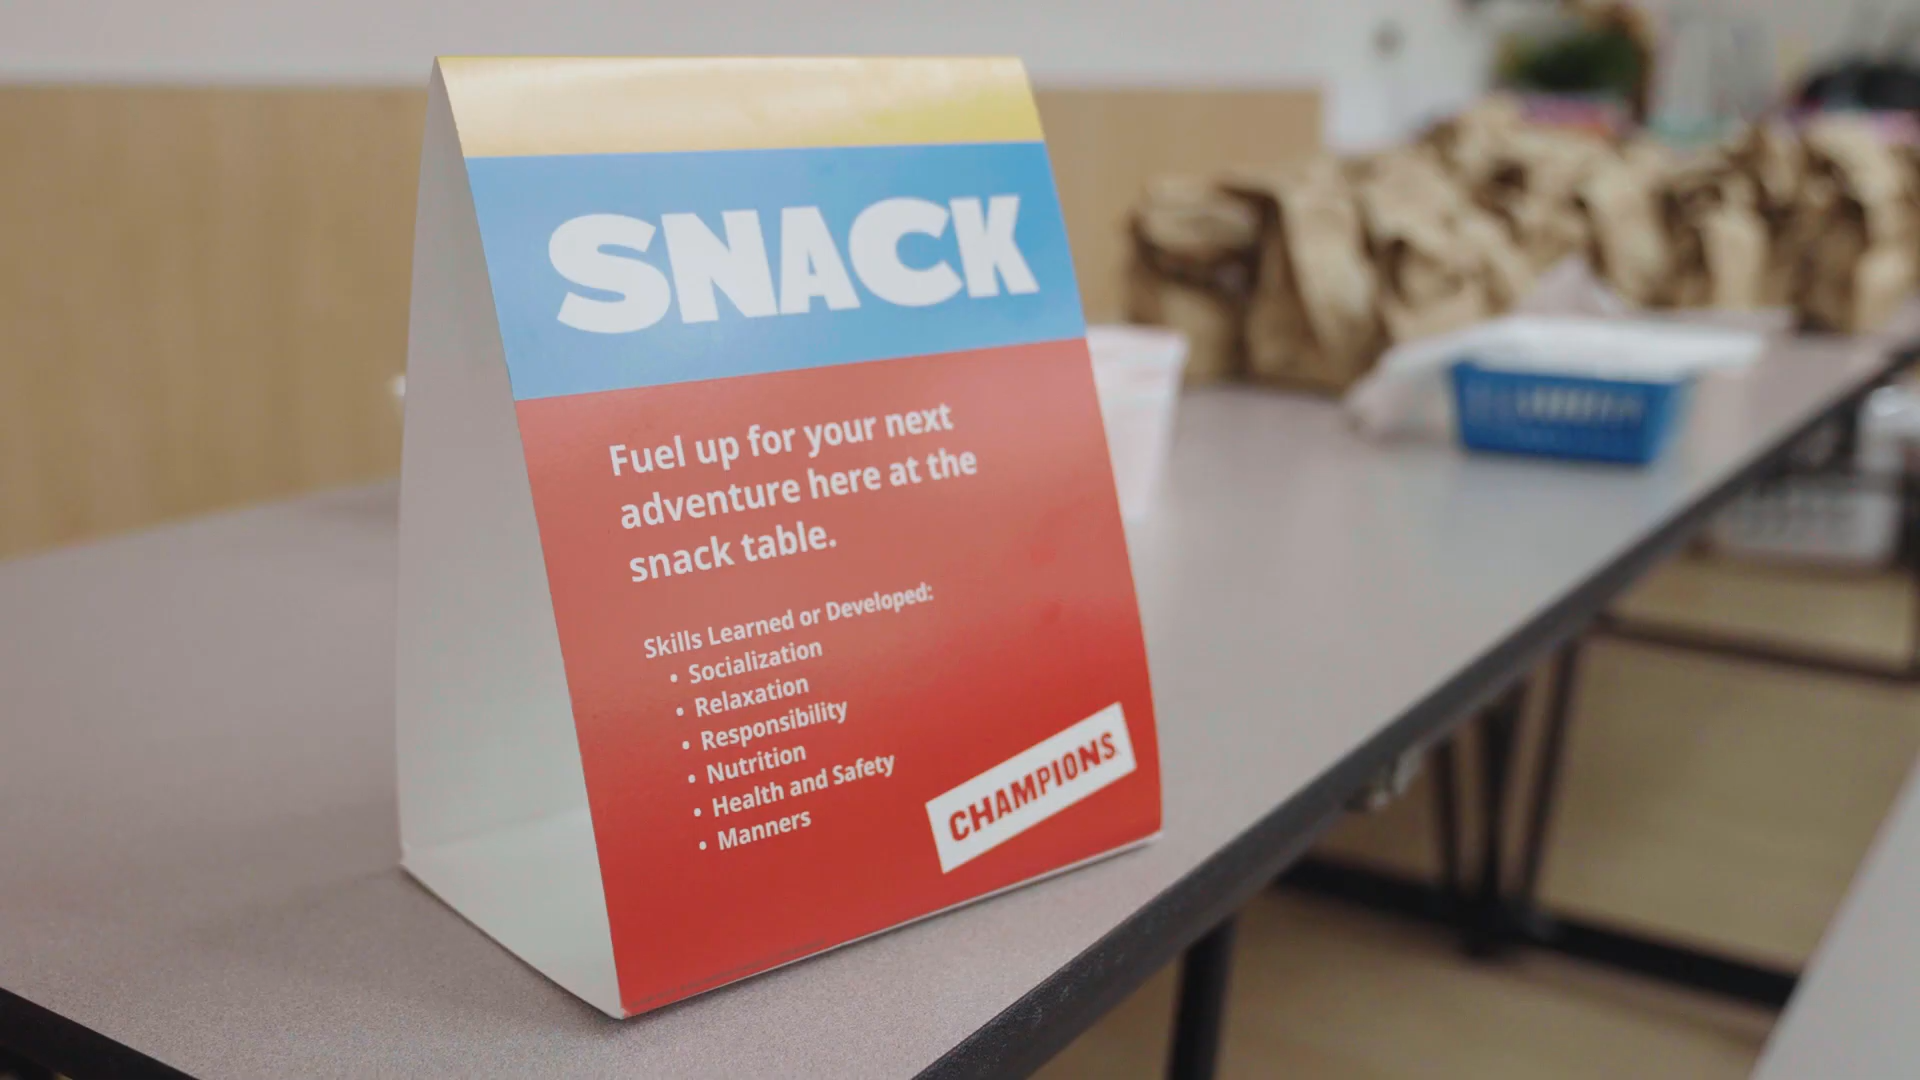 SNACK
Fuel up for your next
adventure here at the
snack table.
Skills Learned or Developed:
• Socialization
• Relaxation
• Responsibility
• Nutrition
• Health and Safety
• Manners
CHAMPIONS